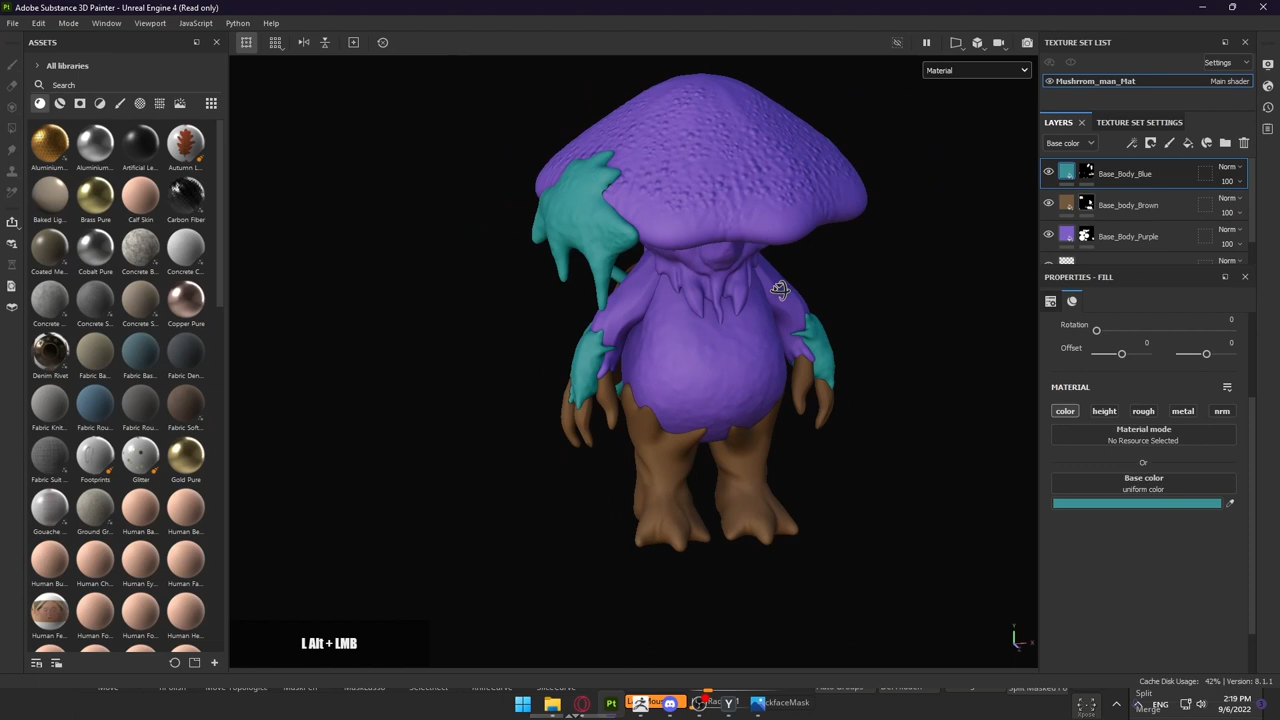 Adobe Substance 3D Painter - Unreal Engine 4 (Read only)
File Edit Mode Window Viewport JavaScript Python Help
ASSETS
All libraries
Search
Aluminium... Aluminium... Artificial Le... Autumn L...
Baked Lig... Brass Pure Calf Skin Carbon Fiber
Coated Me... Cobalt Pure Concrete B... Concrete C...
Concrete ... Concrete S... Concrete S... Copper Pure
Denim Rivet Fabric Ba... Fabric Bas... Fabric Den...
Fabric Knit... Fabric Rou... Fabric Rou... Fabric Soft...
Fabric Suit ... Footprints Glitter Gold Pure
Gouache ... Ground Gr... Human Ba... Human Be...
Human Bu... Human Ch... Human Ey... Human Fa...
Human Fe... Human Fo... Human Fo... Human He...
Material
L Alt + LMB
Y
X
TEXTURE SET LIST
Settings
Mushrrom_man_Mat Main shader
LAYERS TEXTURE SET SETTINGS
Base color
Base_Body_Blue Norm 100
Base_body_Brown Norm 100
Base_Body_Purple Norm 100
Norm
PROPERTIES - FILL
Rotation 0
Offset 0 0
MATERIAL
color height rough metal nrm
Material mode
No Resource Selected
Or
Base color
uniform color
Cache Disk Usage: 42% | Version: 8.1.1
Split
Merge
ENG
2:19 PM
9/6/2022